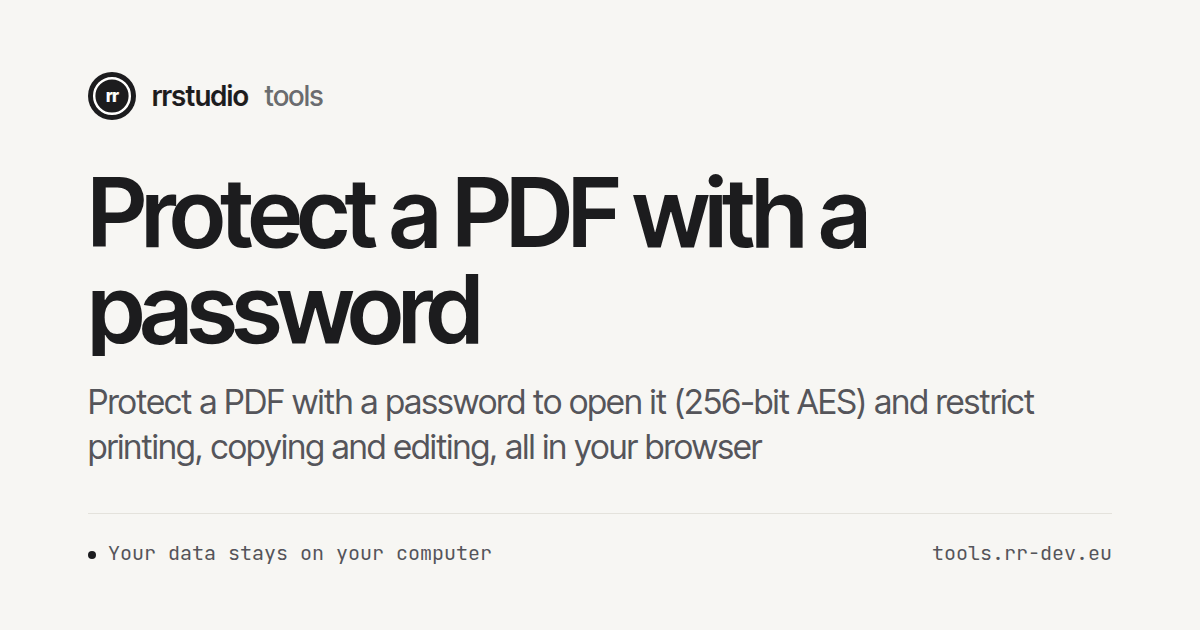 rr rrstudio tools
Protect a PDF with a
password
Protect a PDF with a password to open it (256-bit AES) and restrict
printing, copying and editing, all in your browser
Your data stays on your computer
tools.rr-dev.eu